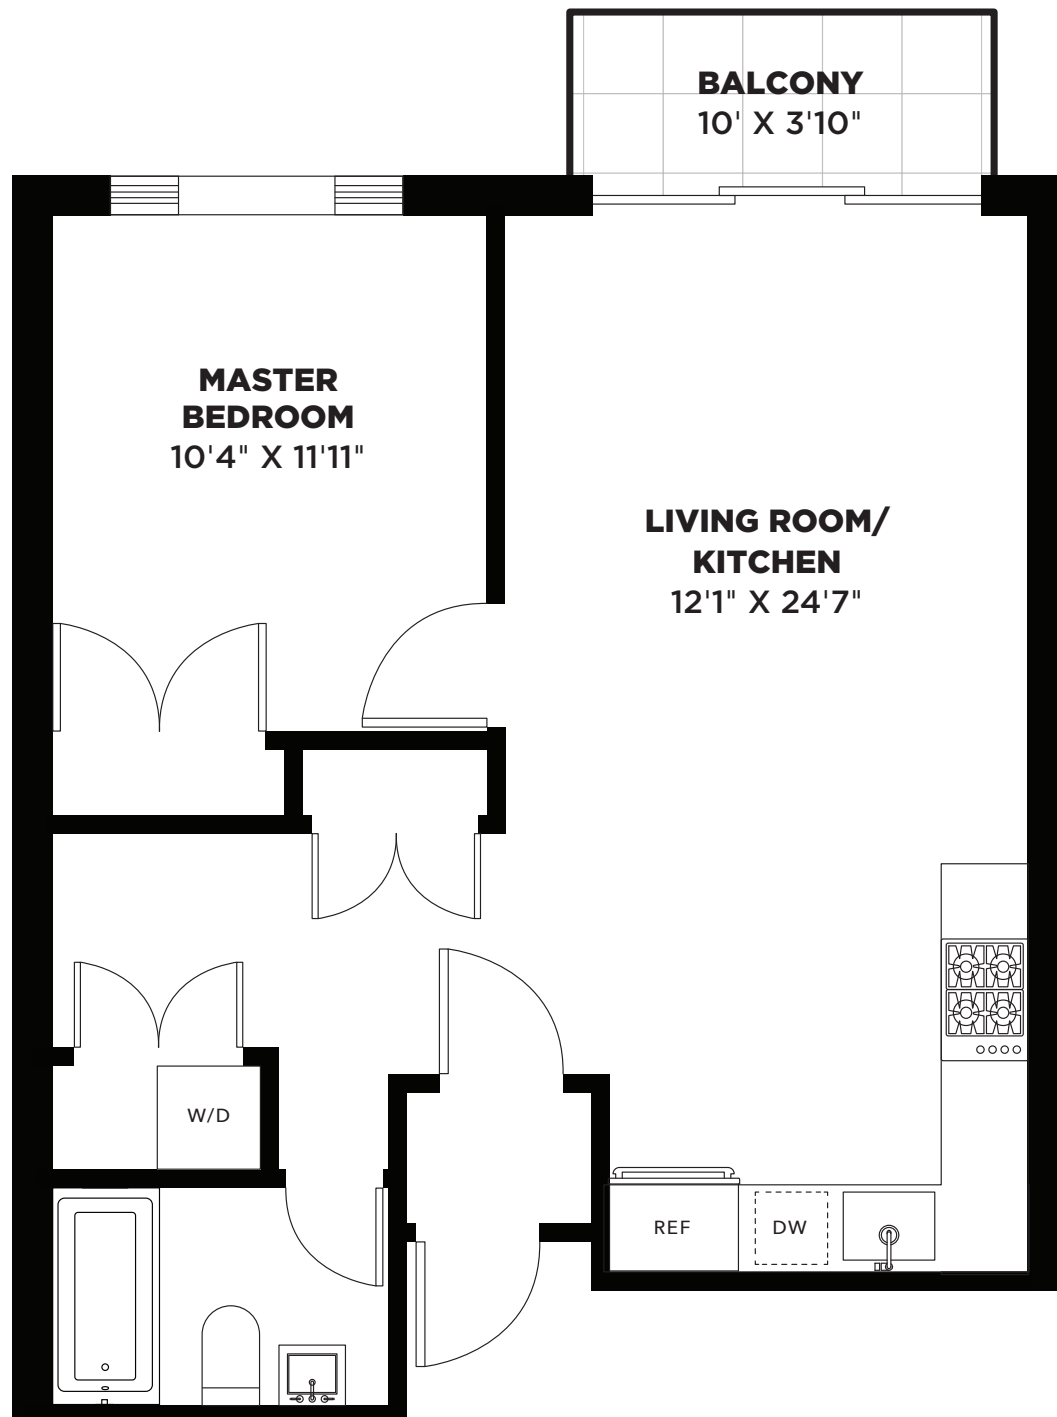 BALCONY
10' X 3'10"
MASTER
BEDROOM
10'4" X 11'11"
LIVING ROOM/
KITCHEN
12'1" X 24'7"
W/D
REF
DW